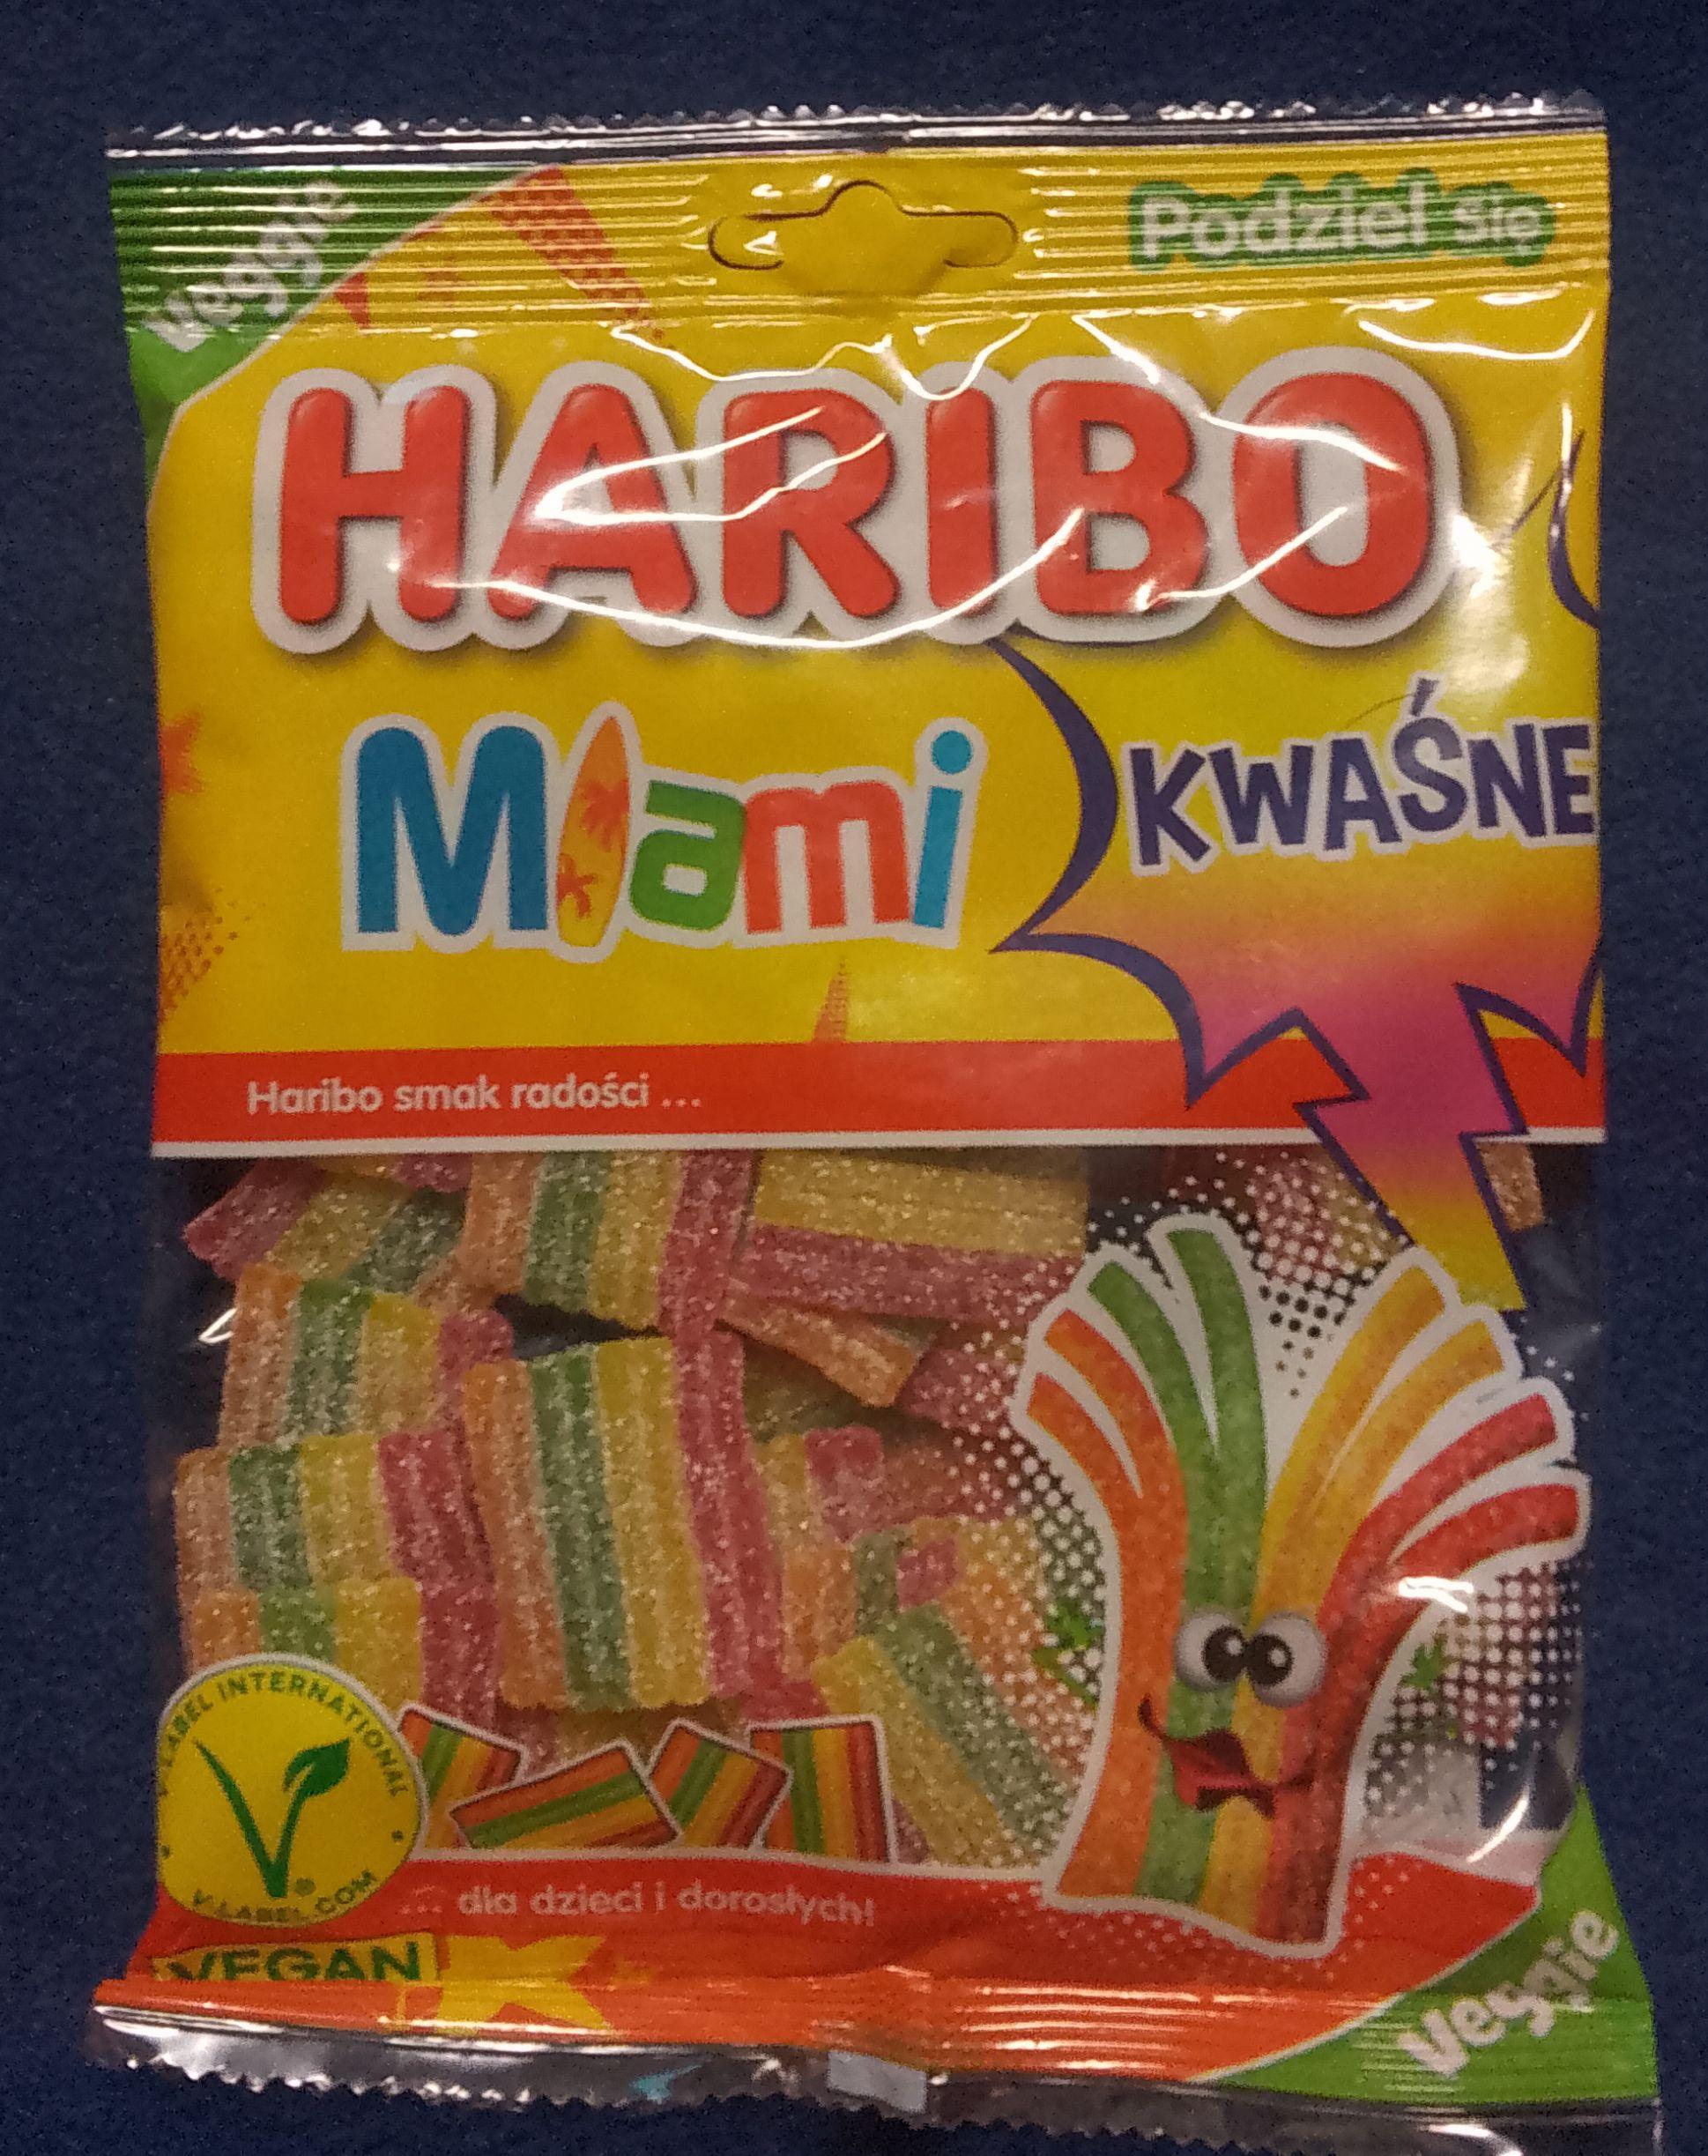 Veggie
Podziel Się
HARIBO
Miami
KWAŚNE
Haribo smak radości ...
V-LABEL INTERNATIONAL
V-LABEL.COM
... dla dzieci i dorosłych!
VEGAN
Veggie